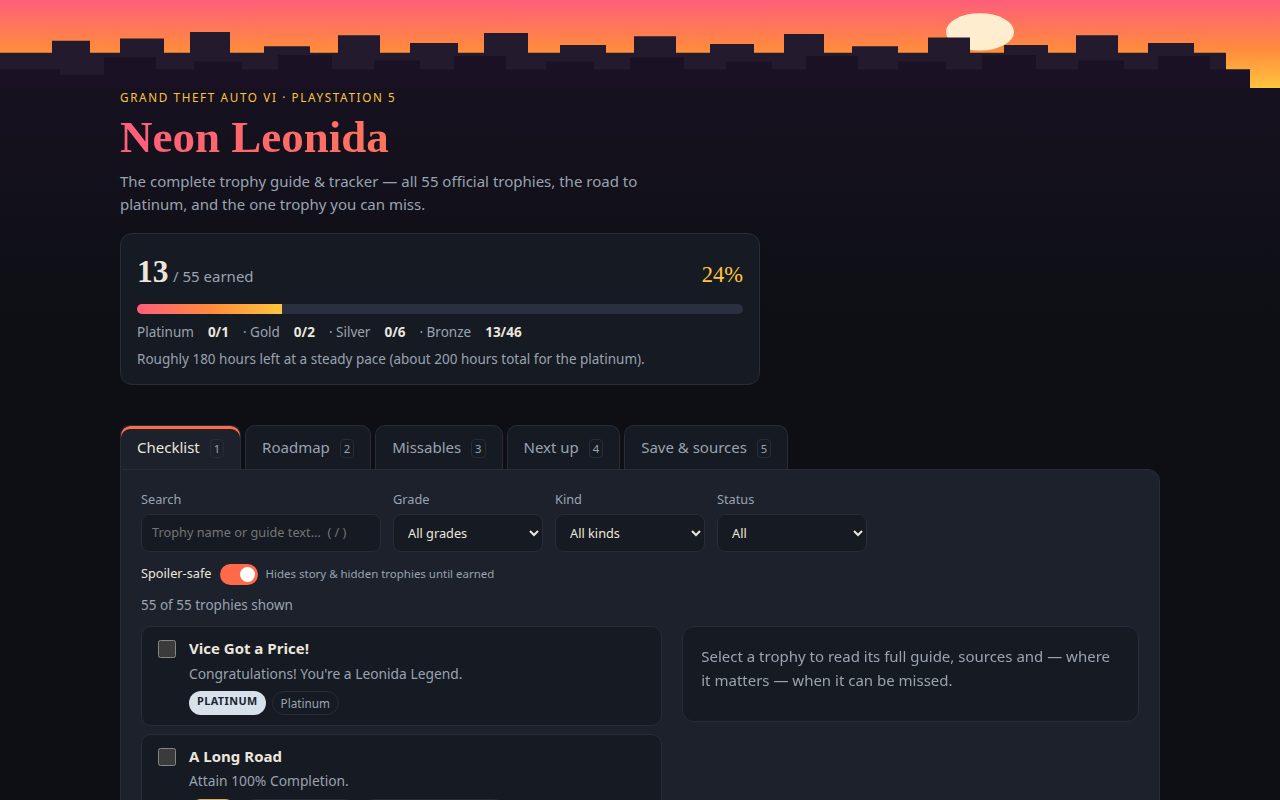 GRAND THEFT AUTO VI · PLAYSTATION 5
Neon Leonida
The complete trophy guide & tracker — all 55 official trophies, the road to
platinum, and the one trophy you can miss.
13 / 55 earned 24%
Platinum 0/1 · Gold 0/2 · Silver 0/6 · Bronze 13/46
Roughly 180 hours left at a steady pace (about 200 hours total for the platinum).
Checklist 1 Roadmap 2 Missables 3 Next up 4 Save & sources 5
Search Grade Kind Status
Trophy name or guide text... ( / ) All grades All kinds All
Spoiler-safe Hides story & hidden trophies until earned
55 of 55 trophies shown
Vice Got a Price!
Congratulations! You're a Leonida Legend.
PLATINUM Platinum
Select a trophy to read its full guide, sources and — where
it matters — when it can be missed.
A Long Road
Attain 100% Completion.